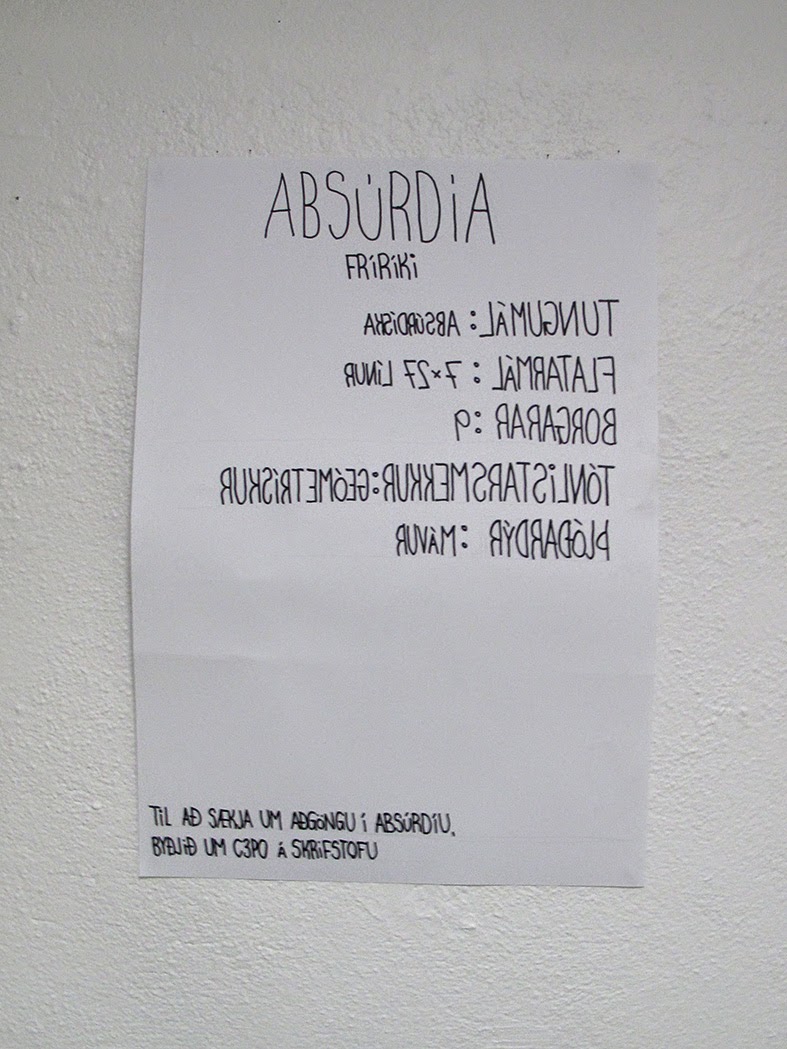 ABSÚRDÍA
FRÍRÍKI
TUNGUMÁL: ABSÚRDÍSKA
FLATARMÁL: 7×27 LÍNUR
BORGARAR: 9
TÓNLISTARSMEKKUR: GEÓMETRÍSKUR
ÞJÓÐARDÝR: MÁVUR
TIL AÐ SÆKJA UM AÐGÖNGU Í ABSÚRDÍU,
BYÐJIÐ UM C3PO Á SKRIFSTOFU